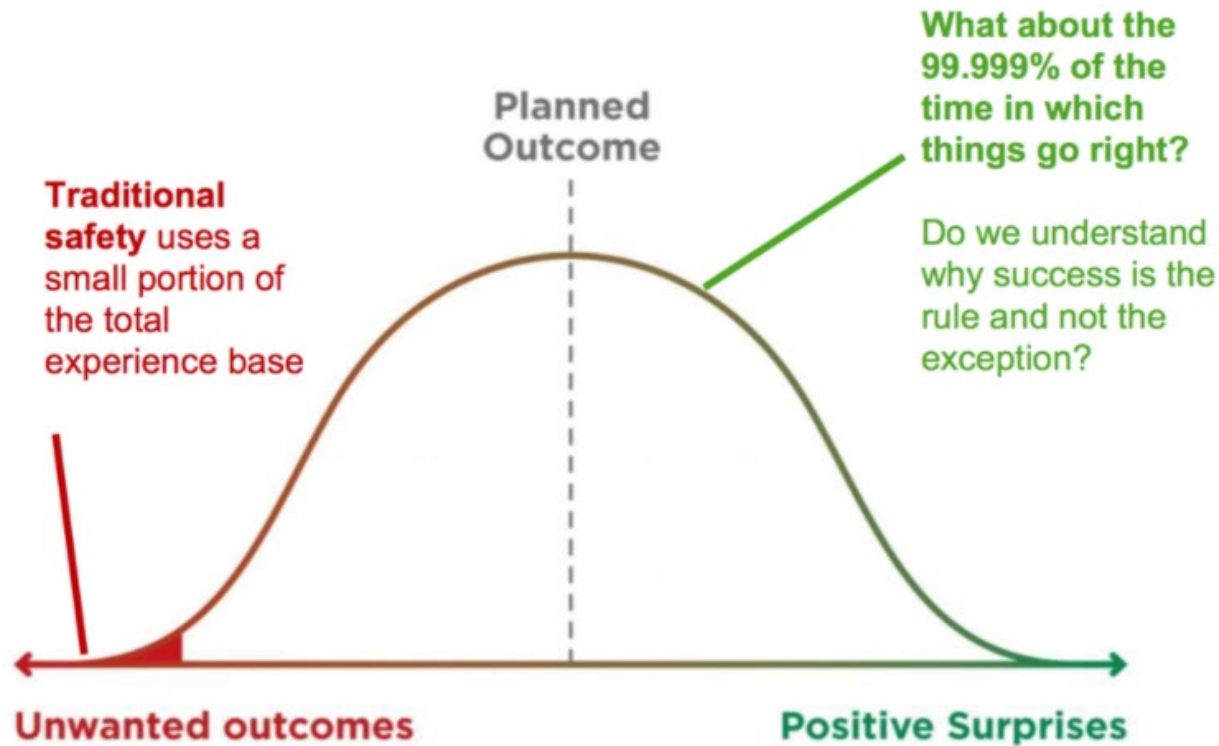 What about the
99.999% of the
time in which
things go right?
Do we understand
why success is the
rule and not the
exception?
Planned
Outcome
Traditional
safety uses a
small portion of
the total
experience base
Unwanted outcomes
Positive Surprises